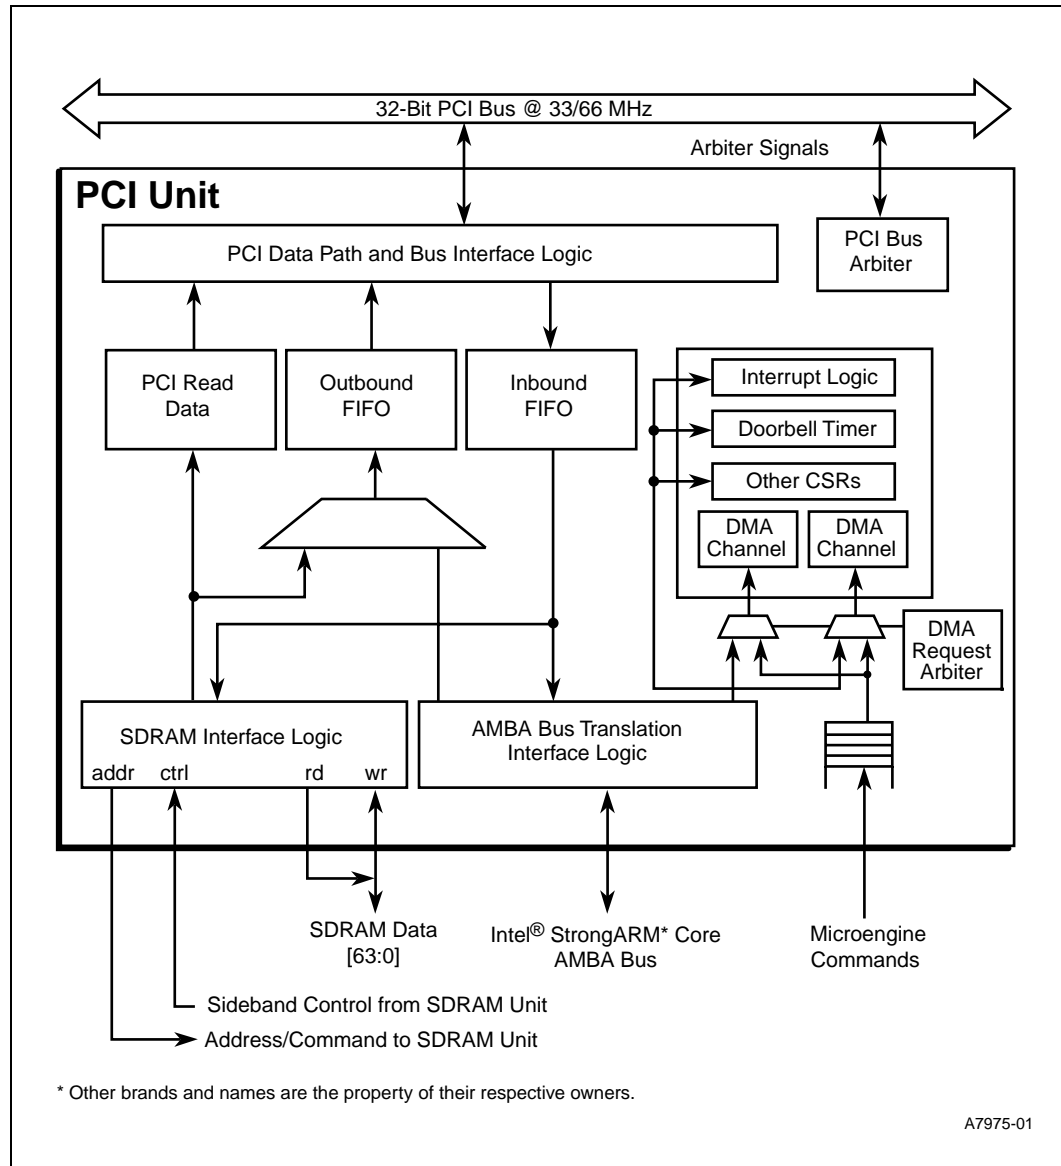 32-Bit PCI Bus @ 33/66 MHz
Arbiter Signals
PCI Unit
PCI Data Path and Bus Interface Logic
PCI Bus
Arbiter
PCI Read
Data
Outbound
FIFO
Inbound
FIFO
Interrupt Logic
Doorbell Timer
Other CSRs
DMA
Channel
DMA
Channel
DMA
Request
Arbiter
SDRAM Interface Logic
addr ctrl rd wr
AMBA Bus Translation
Interface Logic
SDRAM Data
[63:0]
Intel® StrongARM* Core
AMBA Bus
Microengine
Commands
Sideband Control from SDRAM Unit
Address/Command to SDRAM Unit
* Other brands and names are the property of their respective owners.
A7975-01